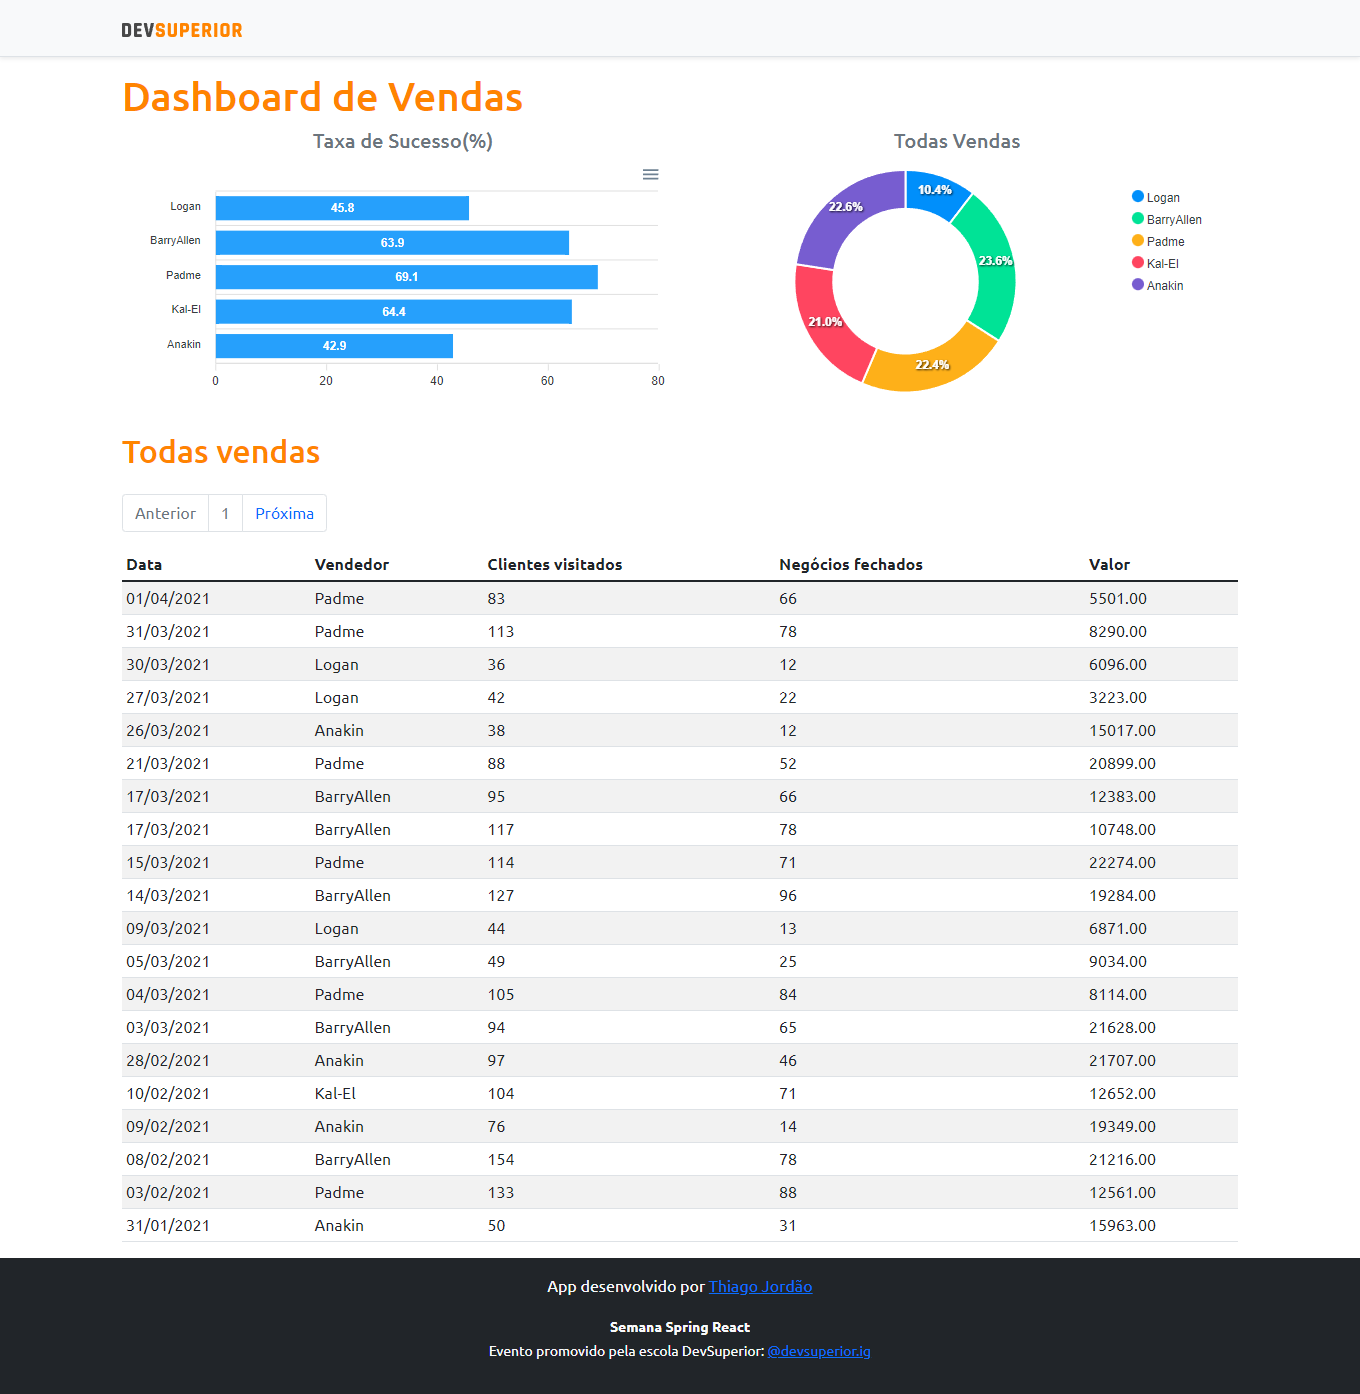 DEVSUPERIOR
Dashboard de Vendas
Taxa de Sucesso(%)
Logan 45.8
BarryAllen 63.9
Padme 69.1
Kal-El 64.4
Anakin 42.9
0 20 40 60 80
Todas Vendas
10.4%
23.6%
22.4%
21.0%
22.6%
Logan
BarryAllen
Padme
Kal-El
Anakin
Todas vendas
Anterior 1 Próxima
Data Vendedor Clientes visitados Negócios fechados Valor
01/04/2021 Padme 83 66 5501.00
31/03/2021 Padme 113 78 8290.00
30/03/2021 Logan 36 12 6096.00
27/03/2021 Logan 42 22 3223.00
26/03/2021 Anakin 38 12 15017.00
21/03/2021 Padme 88 52 20899.00
17/03/2021 BarryAllen 95 66 12383.00
17/03/2021 BarryAllen 117 78 10748.00
15/03/2021 Padme 114 71 22274.00
14/03/2021 BarryAllen 127 96 19284.00
09/03/2021 Logan 44 13 6871.00
05/03/2021 BarryAllen 49 25 9034.00
04/03/2021 Padme 105 84 8114.00
03/03/2021 BarryAllen 94 65 21628.00
28/02/2021 Anakin 97 46 21707.00
10/02/2021 Kal-El 104 71 12652.00
09/02/2021 Anakin 76 14 19349.00
08/02/2021 BarryAllen 154 78 21216.00
03/02/2021 Padme 133 88 12561.00
31/01/2021 Anakin 50 31 15963.00
App desenvolvido por Thiago Jordão
Semana Spring React
Evento promovido pela escola DevSuperior: @devsuperior.ig